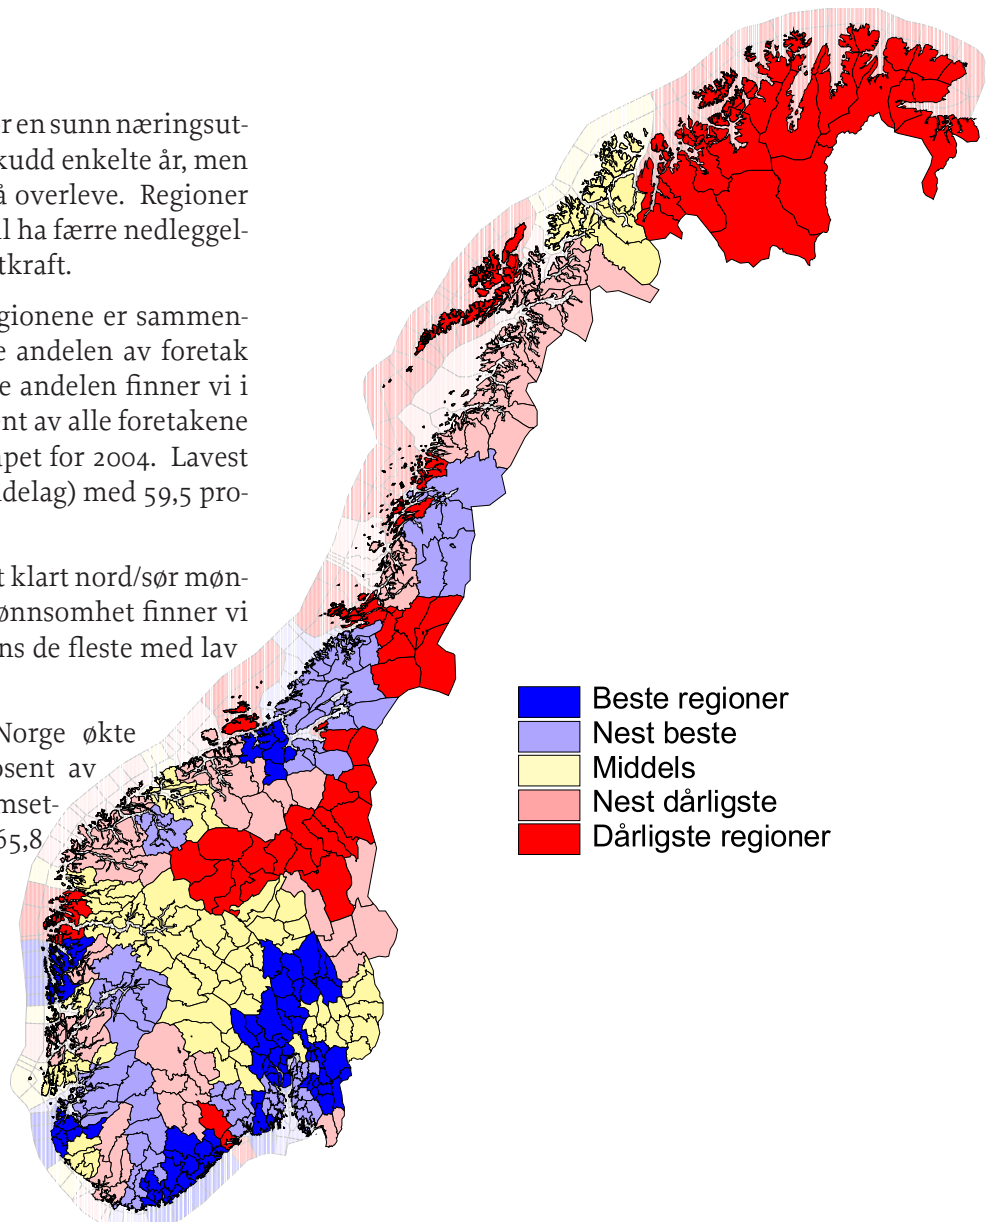 r en sunn næringsut-
kudd enkelte år, men
å overleve. Regioner
l ha færre nedleggel-
tkraft.
gionene er sammen-
e andelen av foretak
e andelen finner vi i
nt av alle foretakene
pet for 2004. Lavest
delag) med 59,5 pro-
t klart nord/sør møn-
ønnsomhet finner vi
ns de fleste med lav
Norge økte
osent av
mset-
65,8
Beste regioner
Nest beste
Middels
Nest dårligste
Dårligste regioner